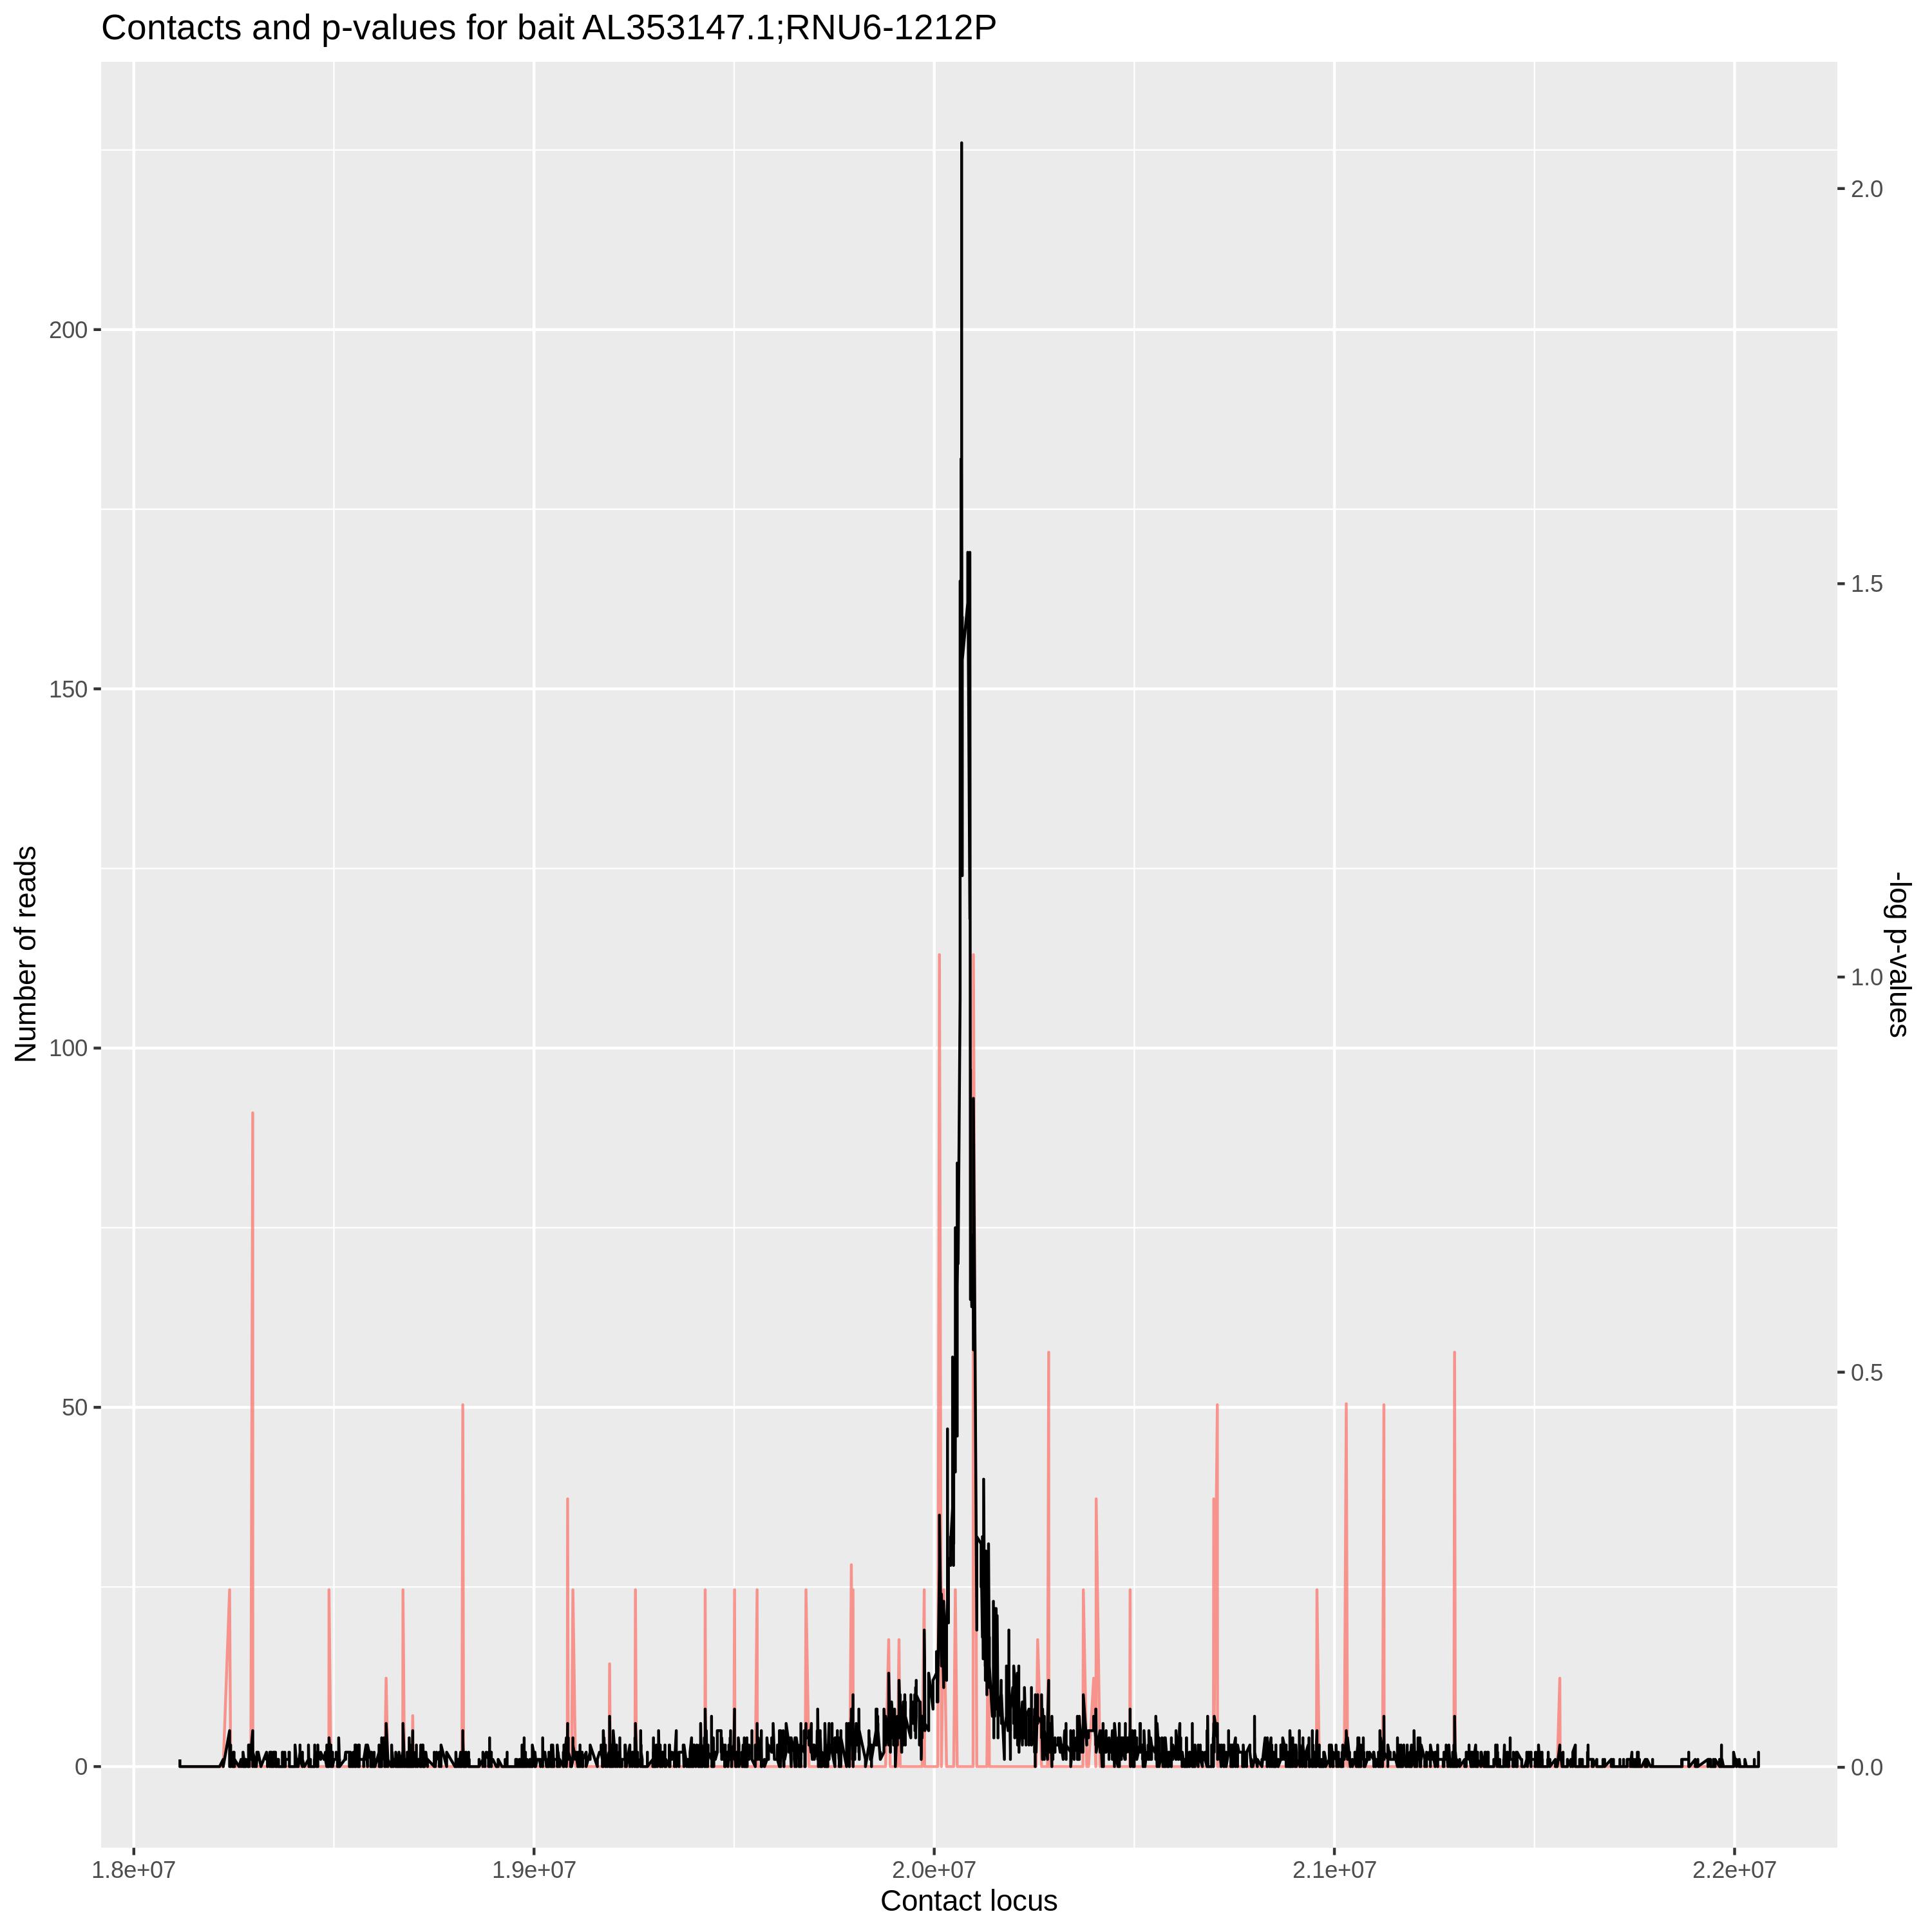 Contacts and p-values for bait AL353147.1;RNU6-1212P
Number of reads
200
150
100
50
0
2.0
1.5
1.0
0.5
0.0
-log p-values
1.8e+07 1.9e+07 2.0e+07 2.1e+07 2.2e+07
Contact locus